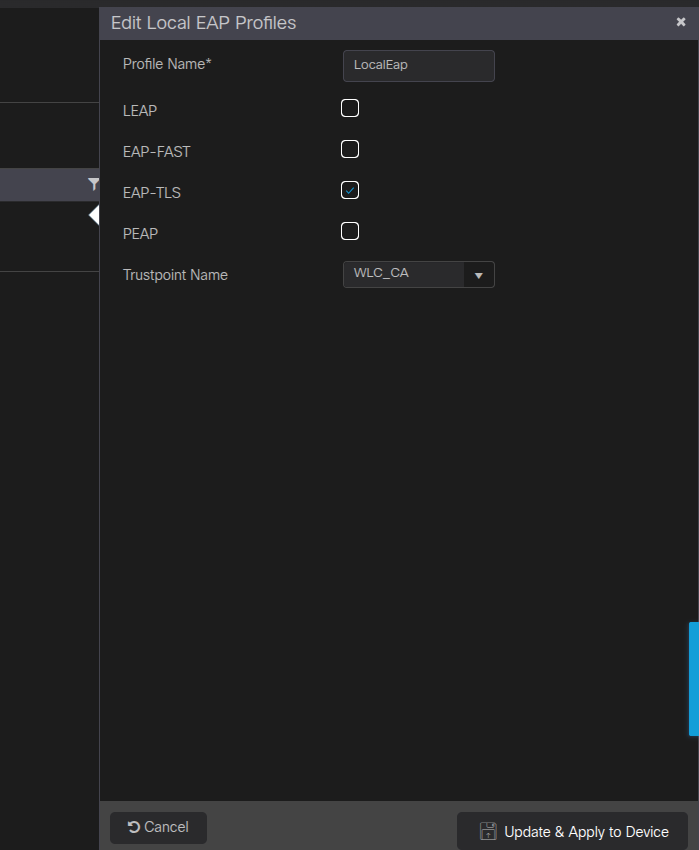 Edit Local EAP Profiles
Profile Name* LocalEap
LEAP
EAP-FAST
EAP-TLS
PEAP
Trustpoint Name WLC_CA
Cancel Update & Apply to Device